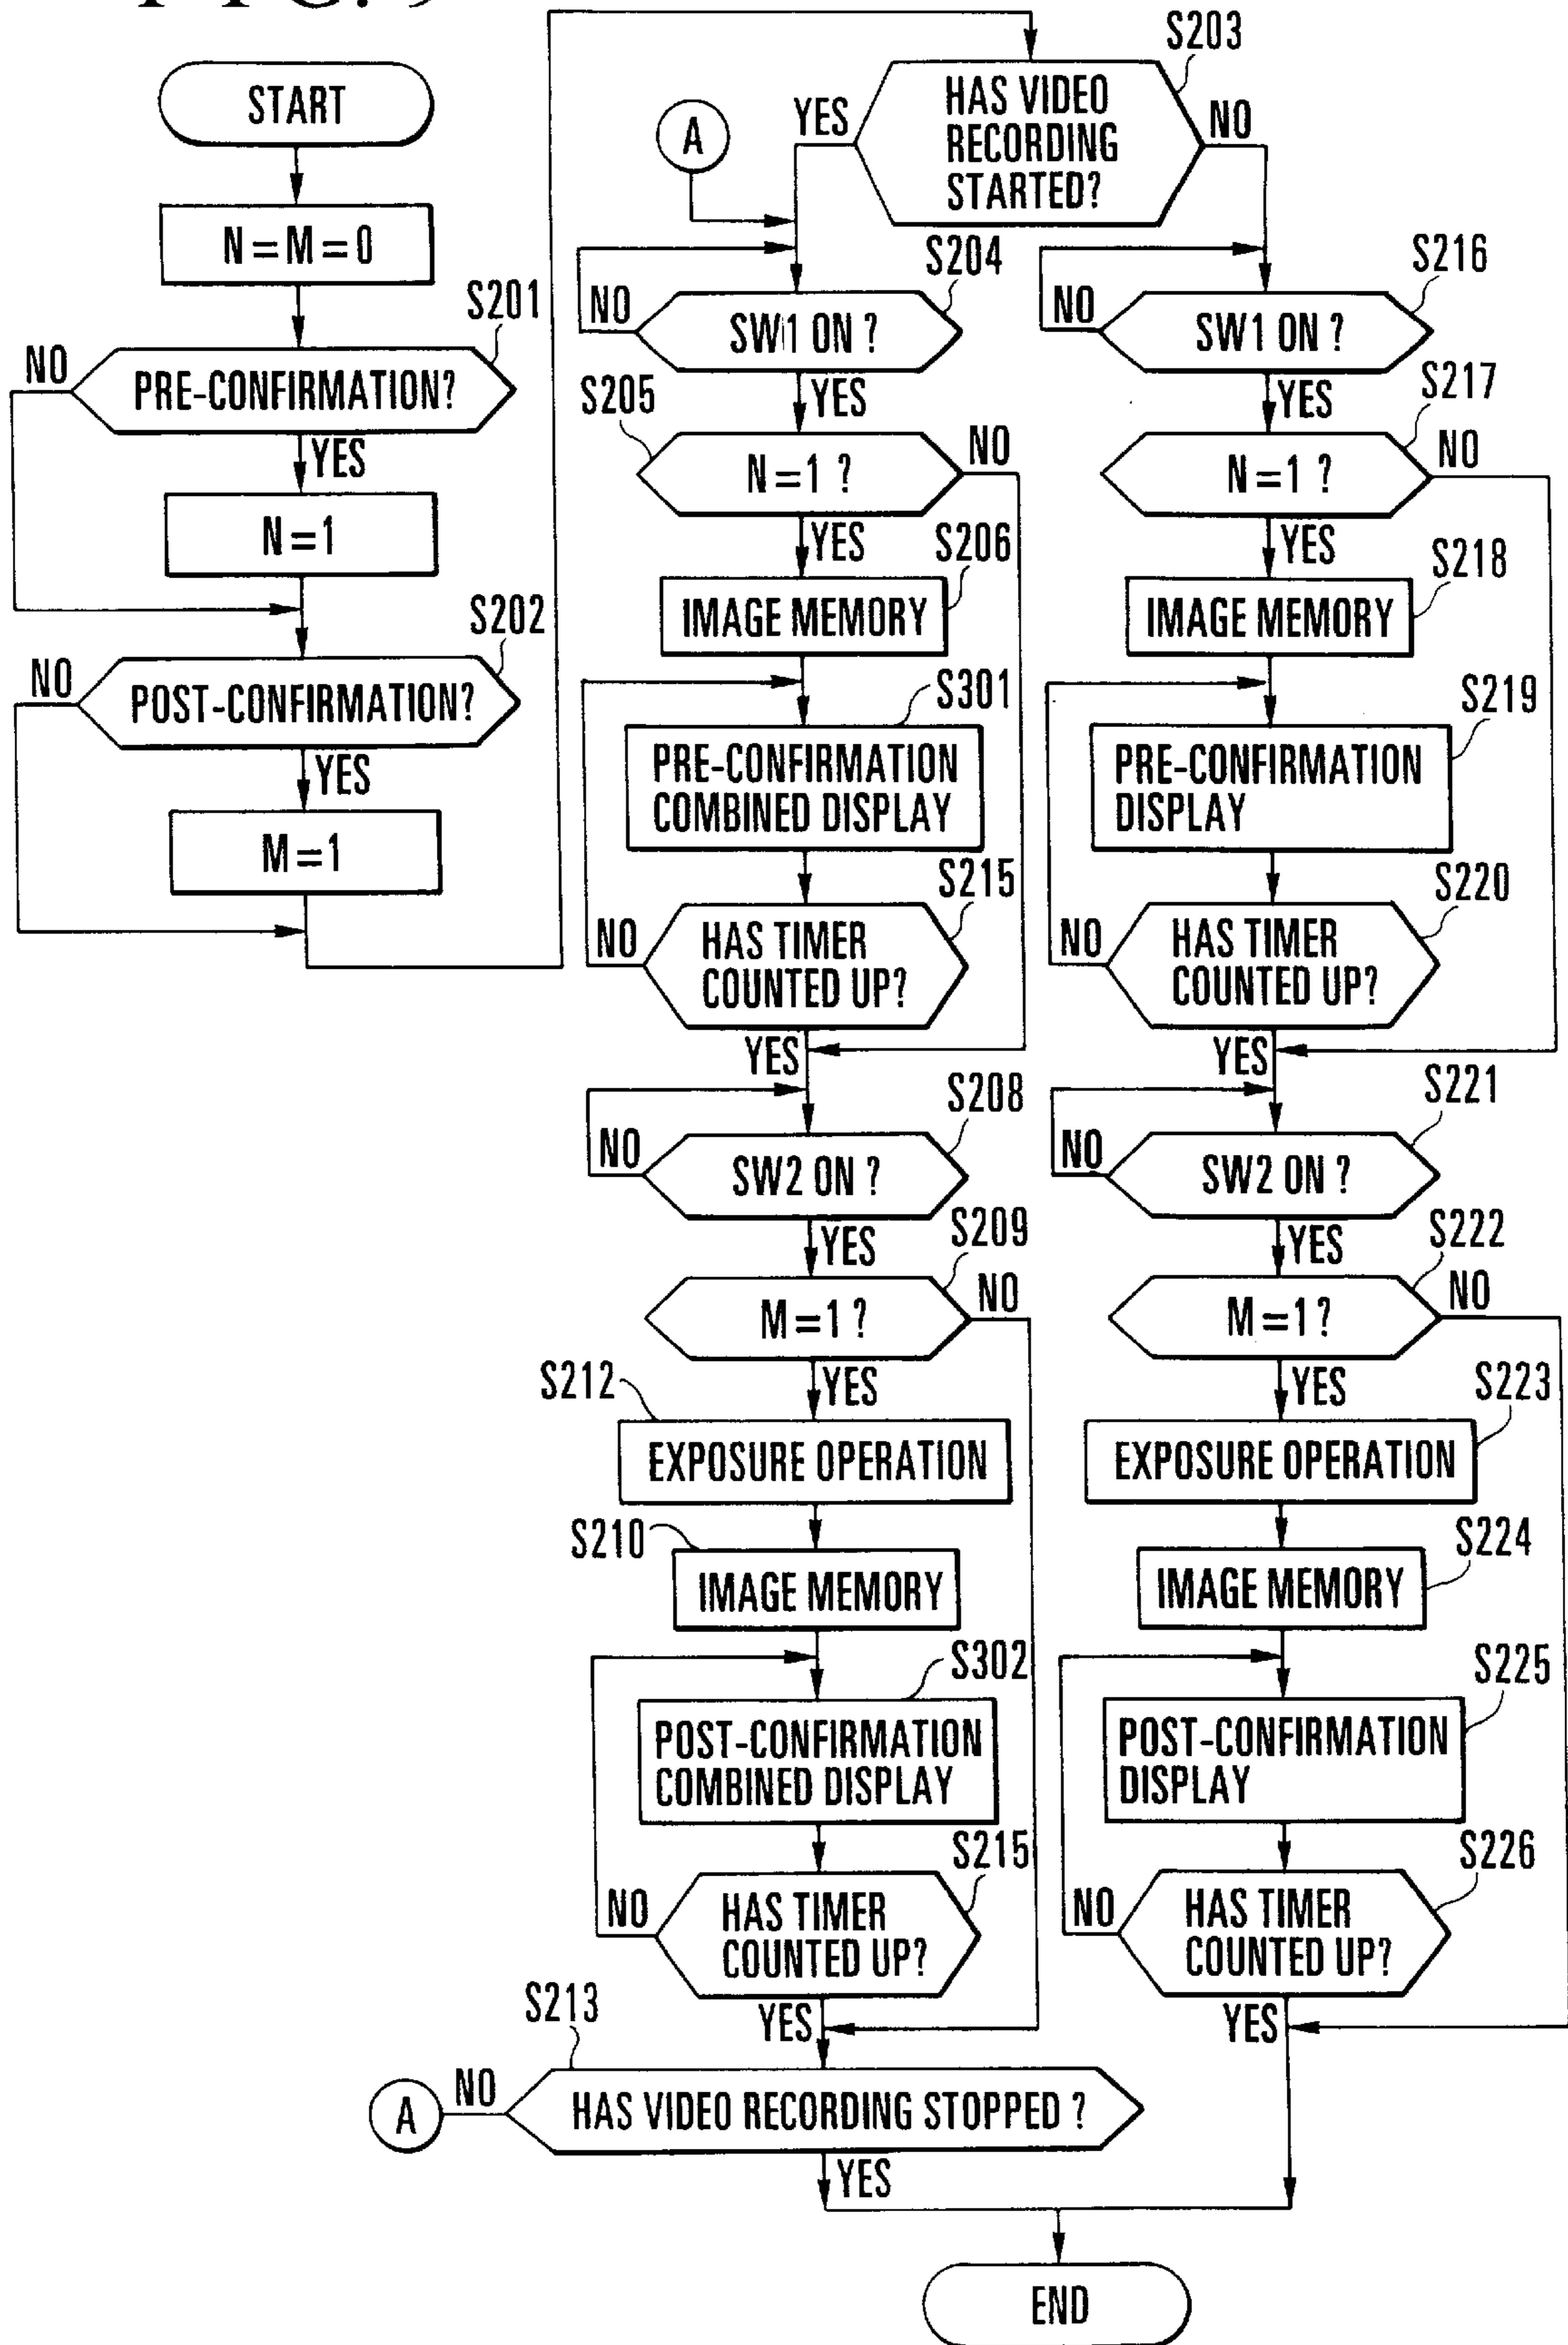 START
N=M=0
S201
PRE-CONFIRMATION?
NO
YES
N=1
S202
POST-CONFIRMATION?
NO
YES
M=1
S203
HAS VIDEO
RECORDING
STARTED?
YES
NO
A
S204
SW1 ON ?
NO
YES
S205
N=1 ?
NO
YES
S206
IMAGE MEMORY
S301
PRE-CONFIRMATION
COMBINED DISPLAY
S215
HAS TIMER
COUNTED UP?
NO
YES
S208
SW2 ON ?
NO
YES
S209
M=1 ?
NO
YES
S212
EXPOSURE OPERATION
S210
IMAGE MEMORY
S302
POST-CONFIRMATION
COMBINED DISPLAY
S215
HAS TIMER
COUNTED UP?
NO
YES
S213
HAS VIDEO RECORDING STOPPED ?
NO
A
YES
S216
SW1 ON ?
NO
YES
S217
N=1 ?
NO
YES
S218
IMAGE MEMORY
S219
PRE-CONFIRMATION
DISPLAY
S220
HAS TIMER
COUNTED UP?
NO
YES
S221
SW2 ON ?
NO
YES
S222
M=1?
NO
YES
S223
EXPOSURE OPERATION
S224
IMAGE MEMORY
S225
POST-CONFIRMATION
DISPLAY
S226
HAS TIMER
COUNTED UP?
NO
YES
END